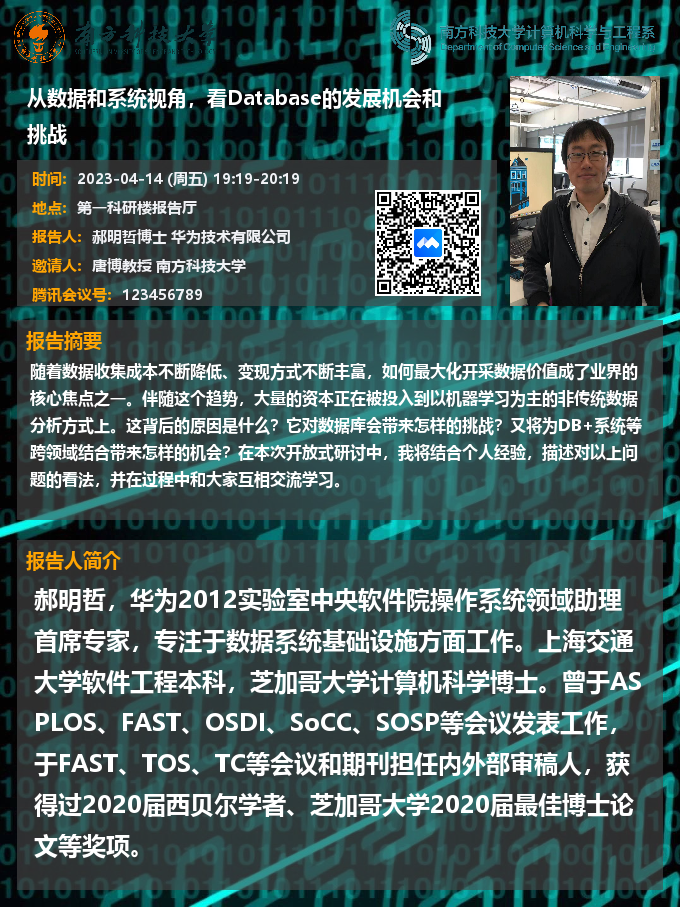 南方科技大学
南方科技大学计算机科学与工程系
Department of Computer Science and Engineering
从数据和系统视角，看Database的发展机会和
挑战
时间：2023-04-14 (周五) 19:19-20:19
地点：第一科研楼报告厅
报告人：郝明哲博士 华为技术有限公司
邀请人：唐博教授 南方科技大学
腾讯会议号：123456789
报告摘要
随着数据收集成本不断降低、变现方式不断丰富，如何最大化开采数据价值成了业界的
核心焦点之一。伴随这个趋势，大量的资本正在被投入到以机器学习为主的非传统数据
分析方式上。这背后的原因是什么？它对数据库会带来怎样的挑战？又将为DB+系统等
跨领域结合带来怎样的机会？在本次开放式研讨中，我将结合个人经验，描述对以上问
题的看法，并在过程中和大家互相交流学习。
报告人简介
郝明哲，华为2012实验室中央软件院操作系统领域助理
首席专家，专注于数据系统基础设施方面工作。上海交通
大学软件工程本科，芝加哥大学计算机科学博士。曾于AS
PLOS、FAST、OSDI、SoCC、SOSP等会议发表工作，
于FAST、TOS、TC等会议和期刊担任内外部审稿人，获
得过2020届西贝尔学者、芝加哥大学2020届最佳博士论
文等奖项。